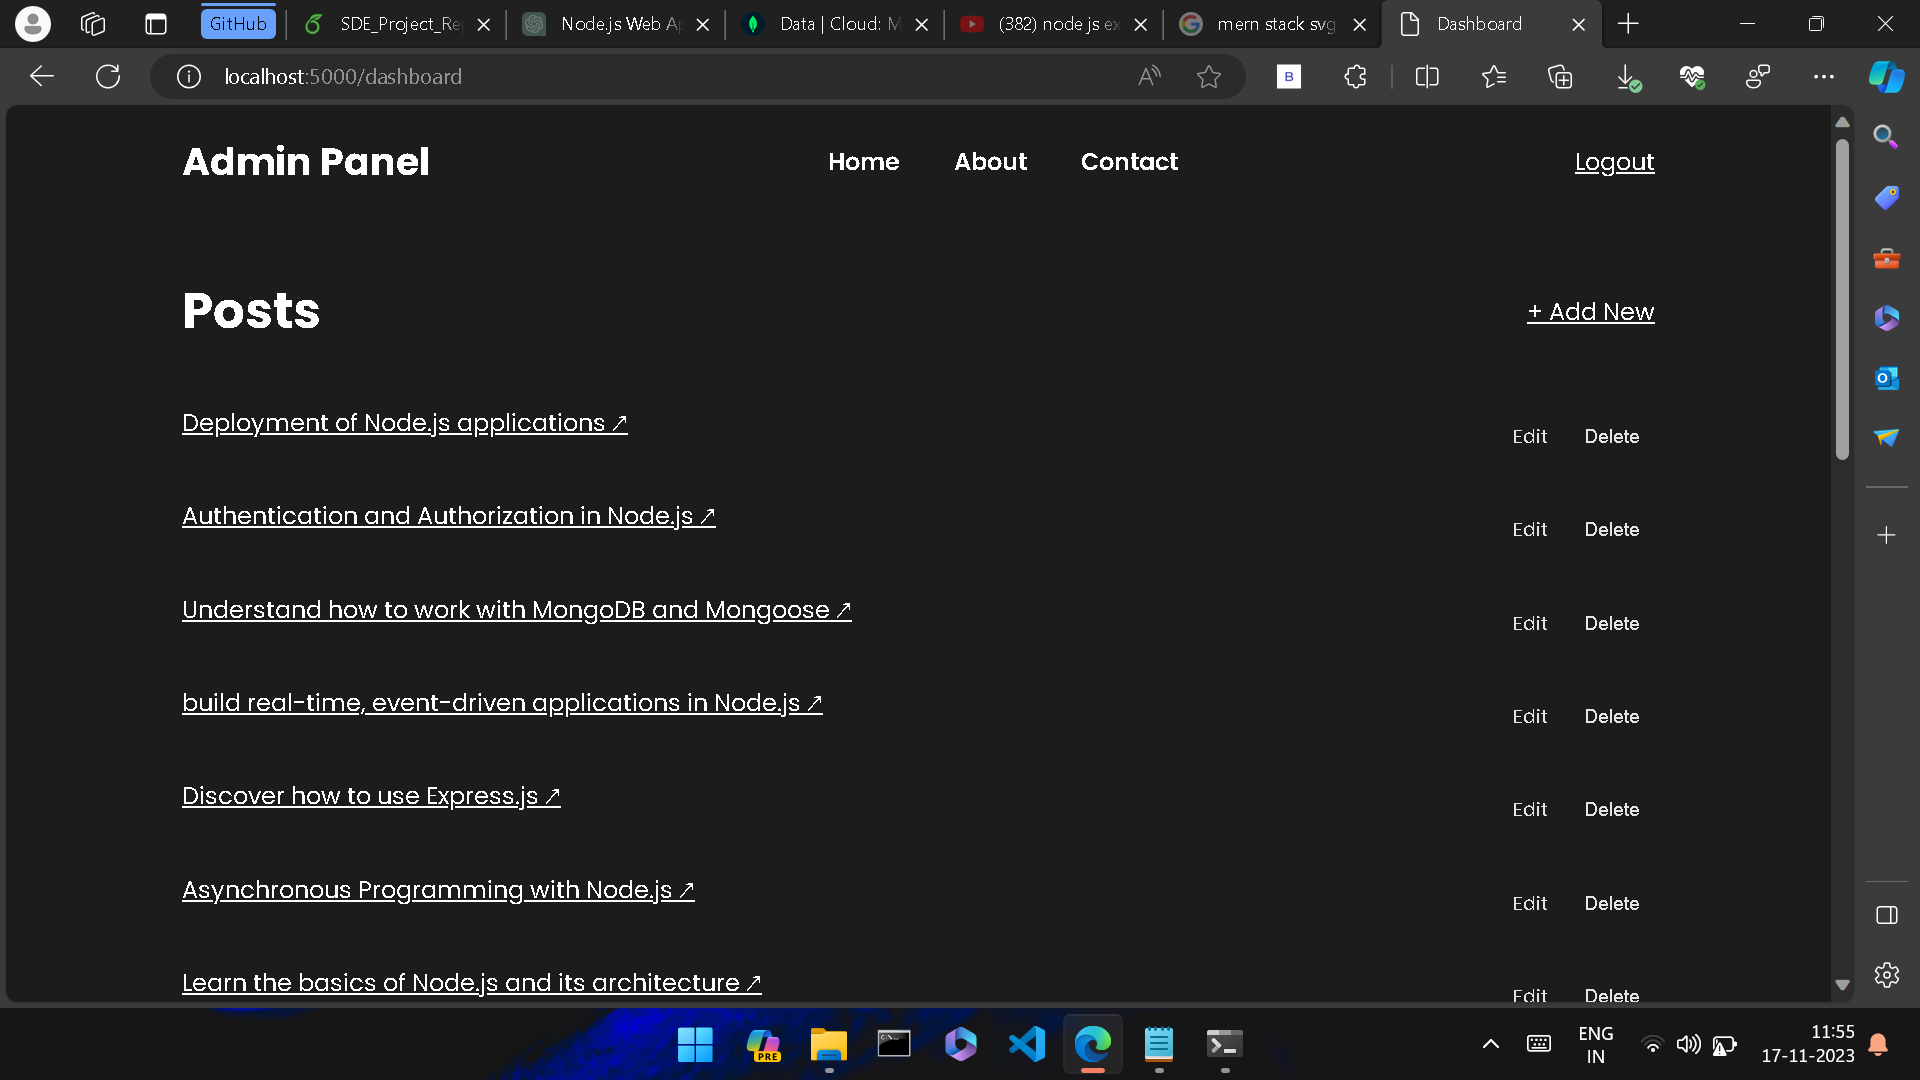 GitHub
SDE_Project_Re
Node.js Web A
Data | Cloud: M
(382) node js ex
mern stack svg
Dashboard
localhost:5000/dashboard
B
Admin Panel
Home
About
Contact
Logout
Posts
+ Add New
Deployment of Node.js applications ↗
Edit Delete
Authentication and Authorization in Node.js ↗
Edit Delete
Understand how to work with MongoDB and Mongoose ↗
Edit Delete
build real-time, event-driven applications in Node.js ↗
Edit Delete
Discover how to use Express.js ↗
Edit Delete
Asynchronous Programming with Node.js ↗
Edit Delete
Learn the basics of Node.js and its architecture ↗
Edit Delete
PRE
ENG
IN
11:55
17-11-2023